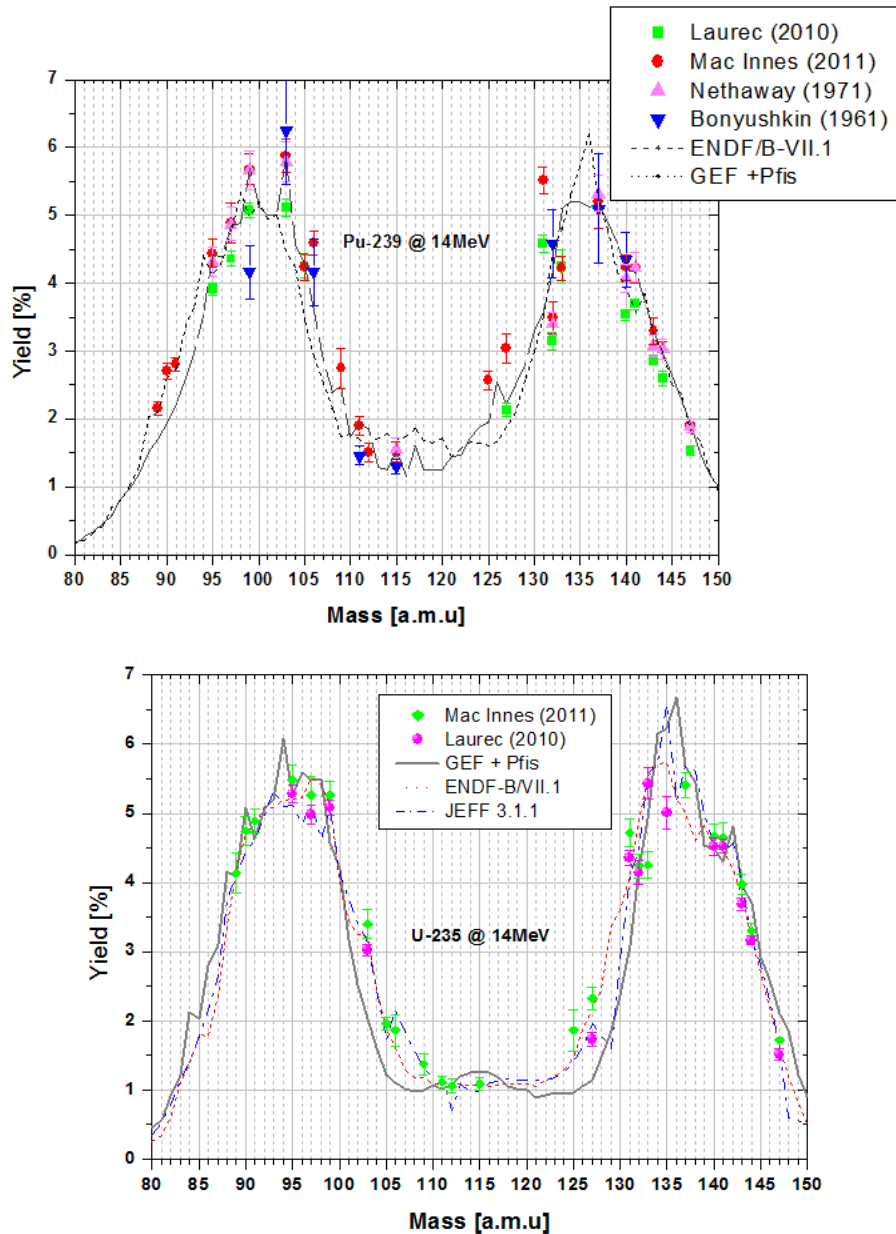 Laurec (2010)
Mac Innes (2011)
Nethaway (1971)
Bonyushkin (1961)
ENDF/B-VII.1
GEF +Pfis
7
6
5
4
3
2
1
0
Yield [%]
Pu-239 @ 14MeV
80 85 90 95 100 105 110 115 120 125 130 135 140 145 150
Mass [a.m.u]
Mac Innes (2011)
Laurec (2010)
GEF + Pfis
ENDF-B/VII.1
JEFF 3.1.1
7
6
5
4
3
2
1
0
Yield [%]
U-235 @ 14MeV
80 85 90 95 100 105 110 115 120 125 130 135 140 145 150
Mass [a.m.u]